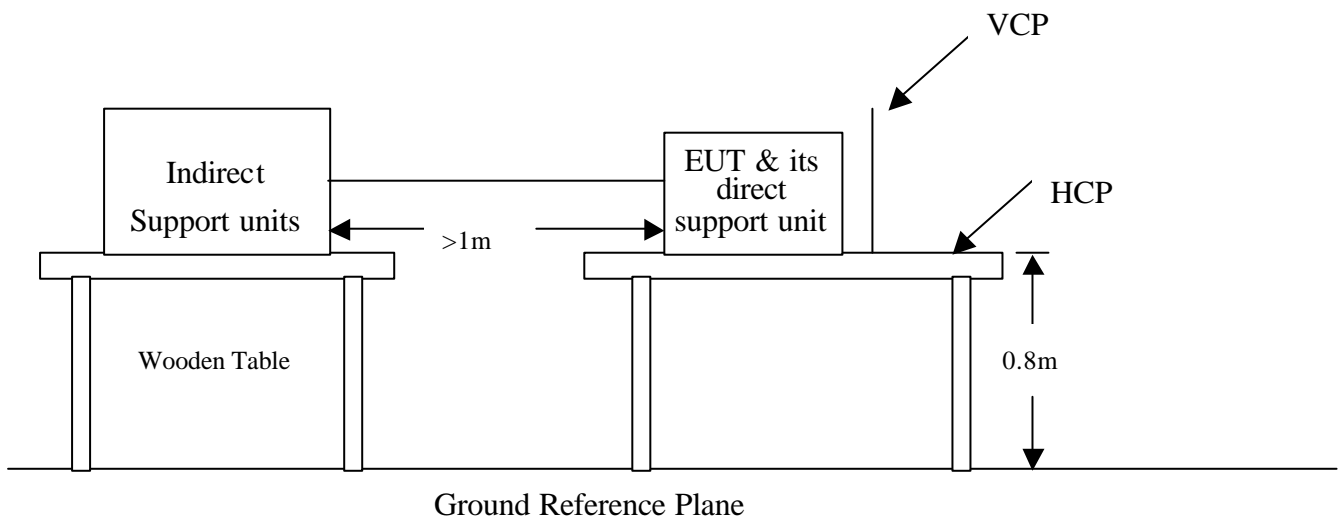 VCP
Indirect
Support units
EUT & its
direct
support unit
HCP
>1m
Wooden Table
0.8m
Ground Reference Plane